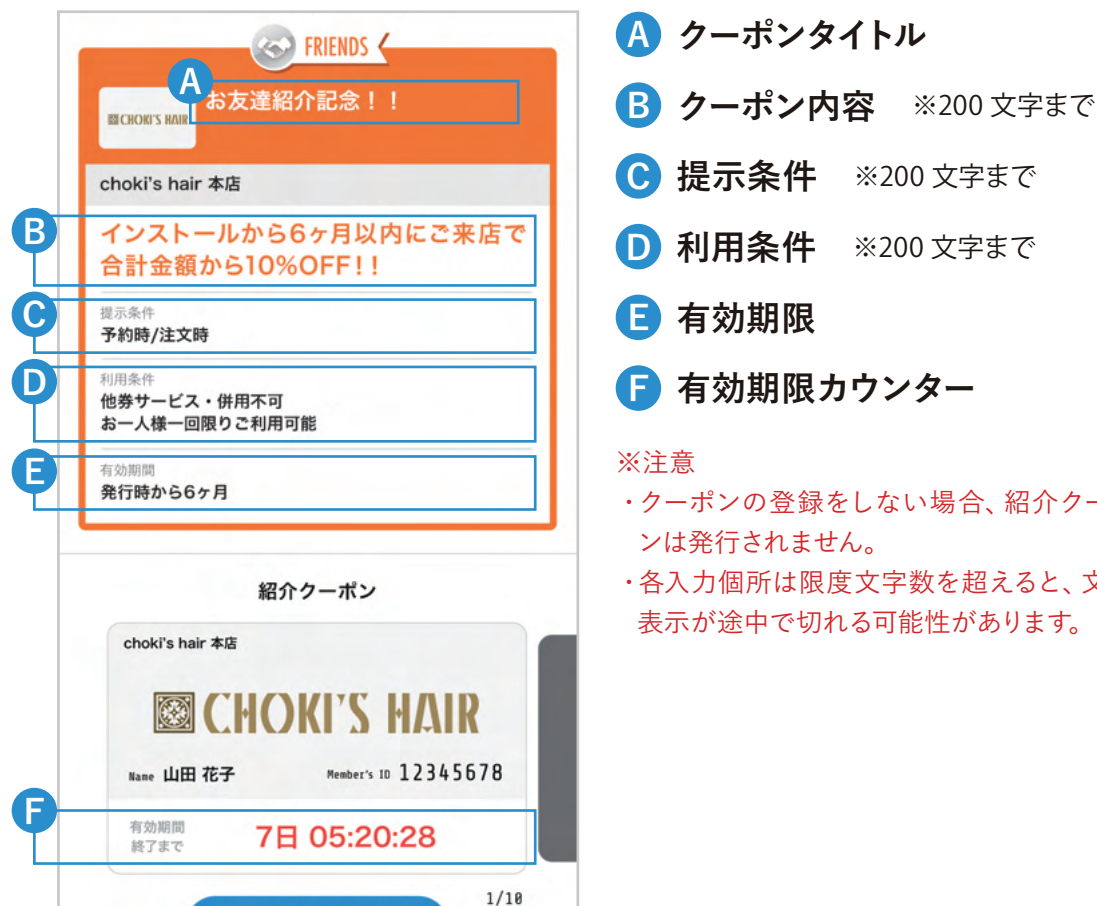 FRIENDS
A
お友達紹介記念！！
CHOKI'S HAIR
choki's hair 本店
B
インストールから6ヶ月以内にご来店で
合計金額から10%OFF!!
C
提示条件
予約時/注文時
D
利用条件
他券サービス・併用不可
お一人様一回限りご利用可能
E
有効期間
発行時から6ヶ月
紹介クーポン
choki's hair 本店
CHOKI'S HAIR
Name 山田 花子 Member's ID 12345678
F
有効期間
終了まで
7日 05:20:28
1/10
A クーポンタイトル
B クーポン内容 ※200 文字まで
C 提示条件 ※200 文字まで
D 利用条件 ※200 文字まで
E 有効期限
F 有効期限カウンター
※注意
・クーポンの登録をしない場合、紹介クー
ンは発行されません。
・各入力個所は限度文字数を超えると、文
表示が途中で切れる可能性があります。